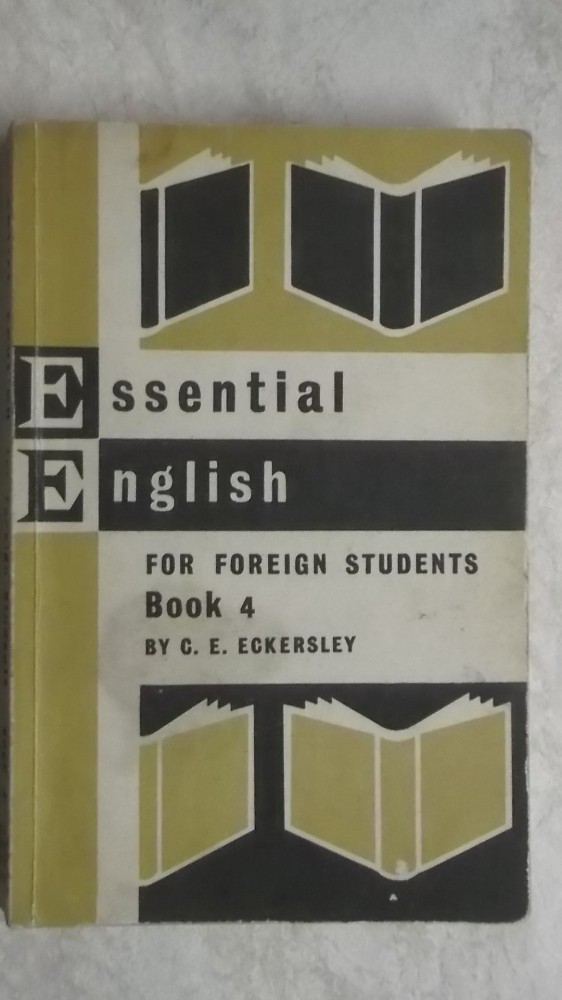 Essential
English
FOR FOREIGN STUDENTS
Book 4
BY C. E. ECKERSLEY